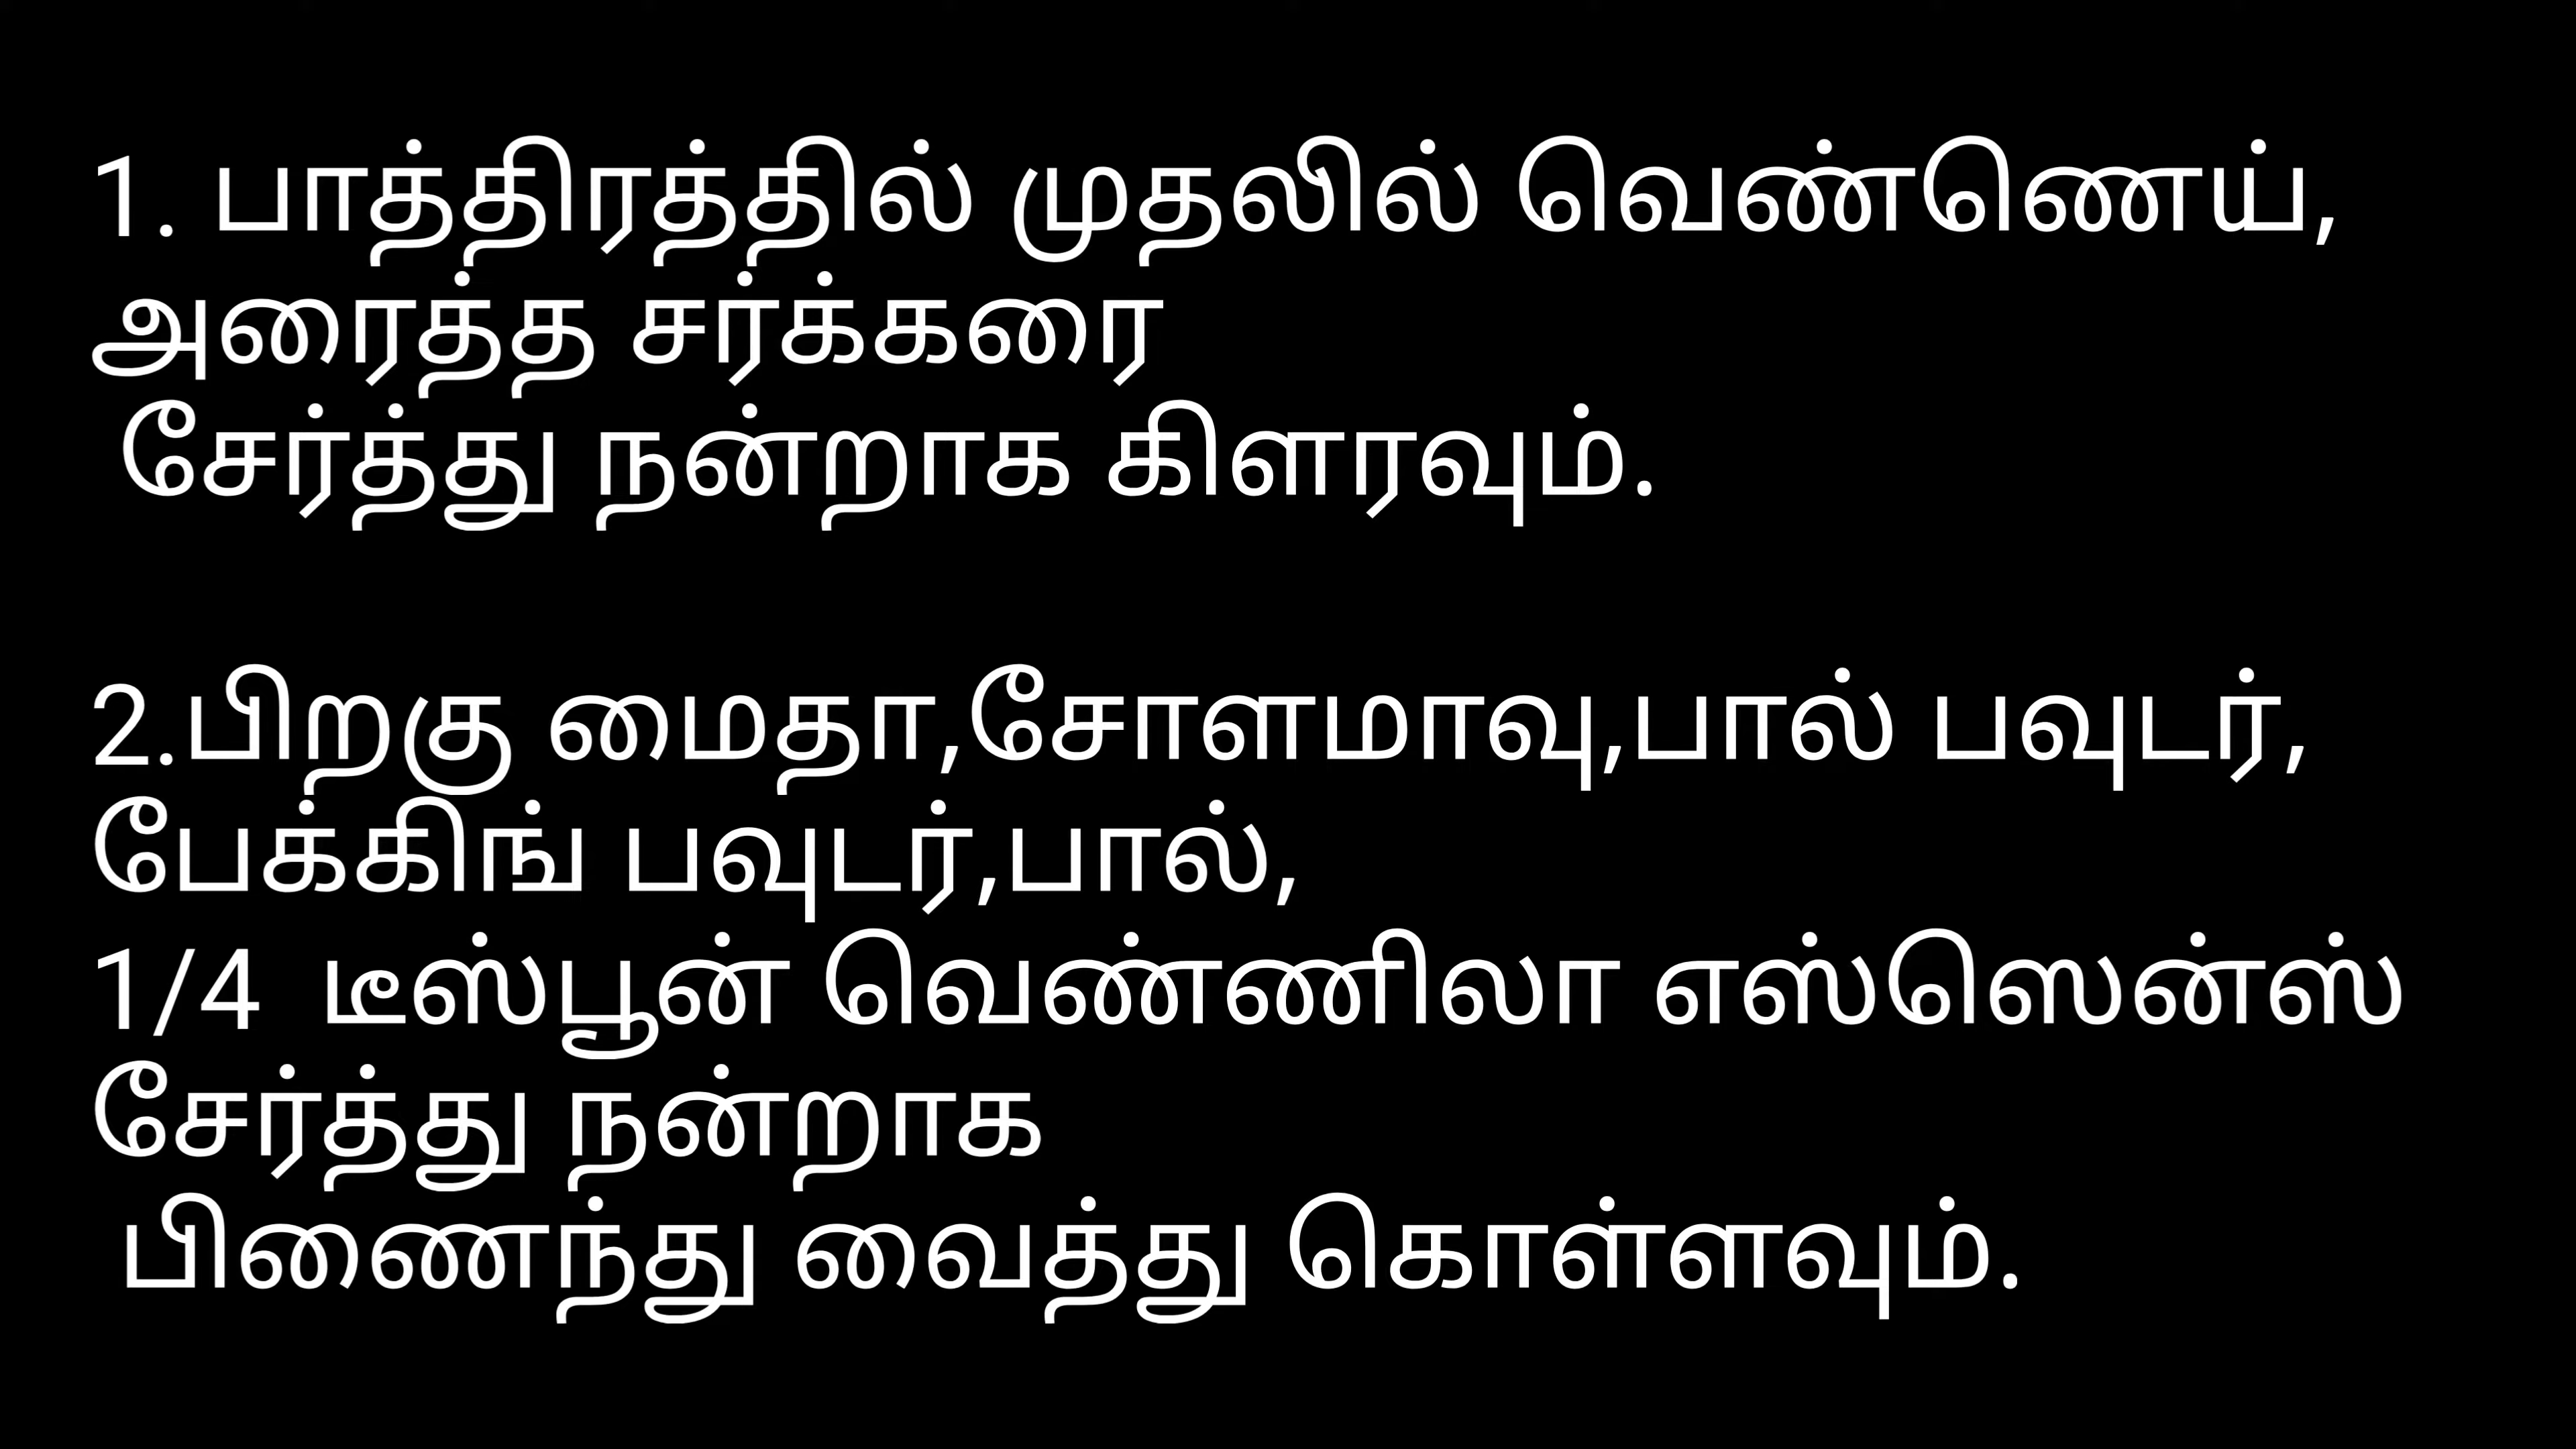 1. பாத்திரத்தில் முதலில் வெண்ணெய்,
அரைத்த சர்க்கரை
சேர்த்து நன்றாக கிளரவும்.
2.பிறகு மைதா,சோளமாவு,பால் பவுடர்,
பேக்கிங் பவுடர்,பால்,
1/4 டீஸ்பூன் வெண்ணிலா எஸ்ஸென்ஸ்
சேர்த்து நன்றாக
பிணைந்து வைத்து கொள்ளவும்.